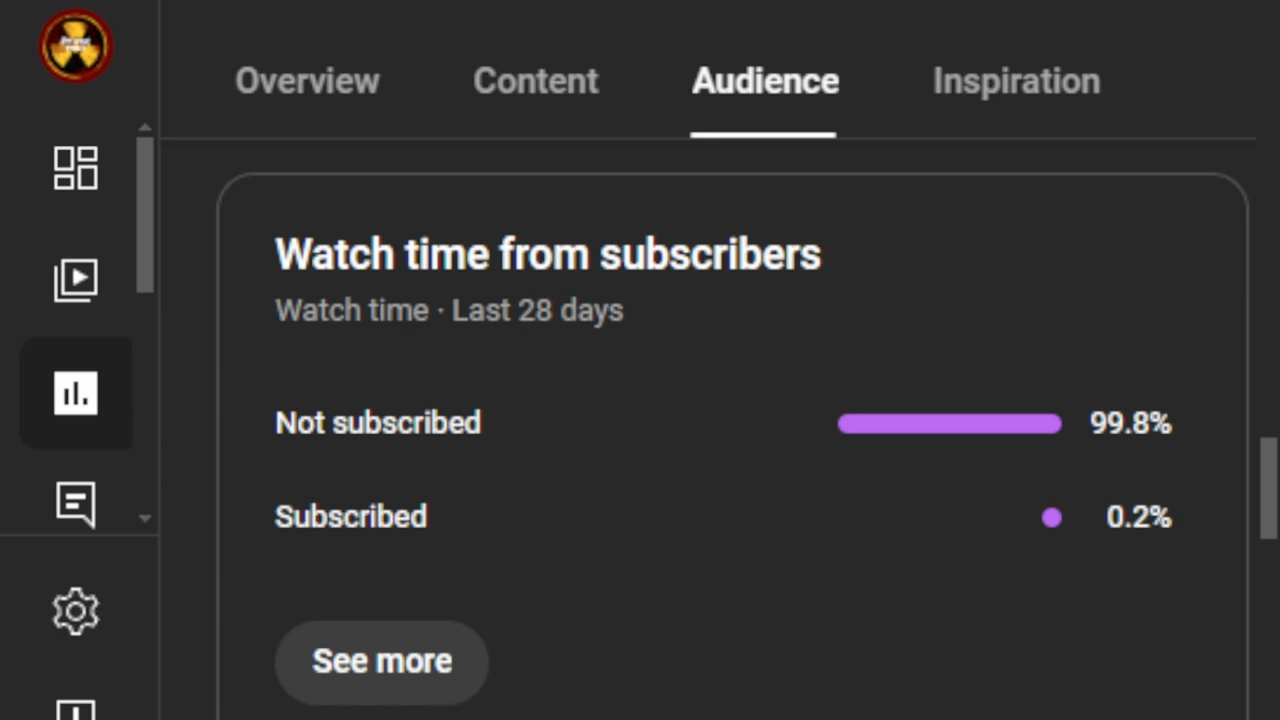 Overview Content Audience Inspiration
Watch time from subscribers
Watch time · Last 28 days
Not subscribed 99.8%
Subscribed 0.2%
See more